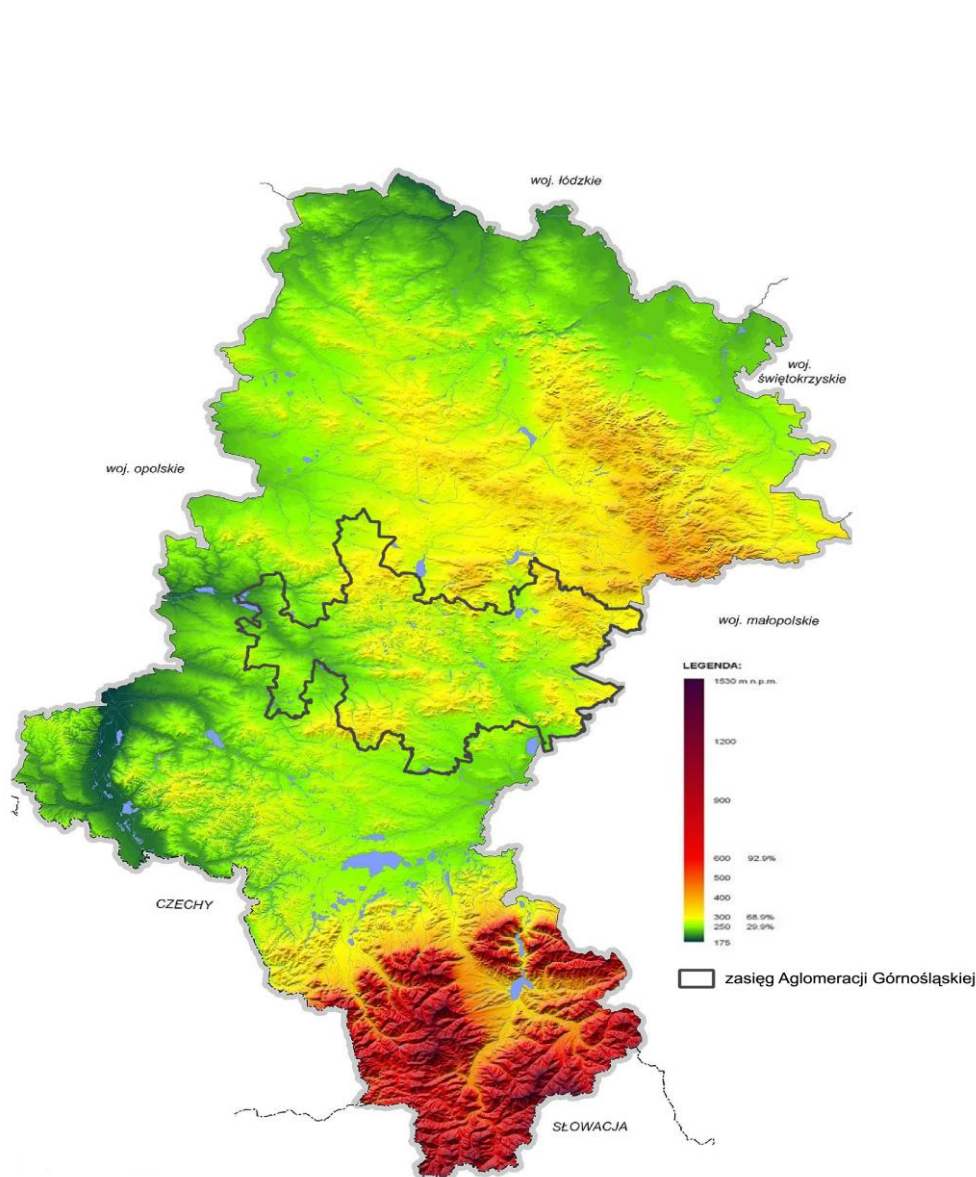 woj. łódzkie
woj.
świętokrzyskie
woj. opolskie
woj. małopolskie
LEGENDA:
1530 m n.p.m.
1200
900
600 92.9%
500
400
300 68.9%
250 29.9%
175
CZECHY
zasięg Aglomeracji Górnośląskiej
SŁOWACJA